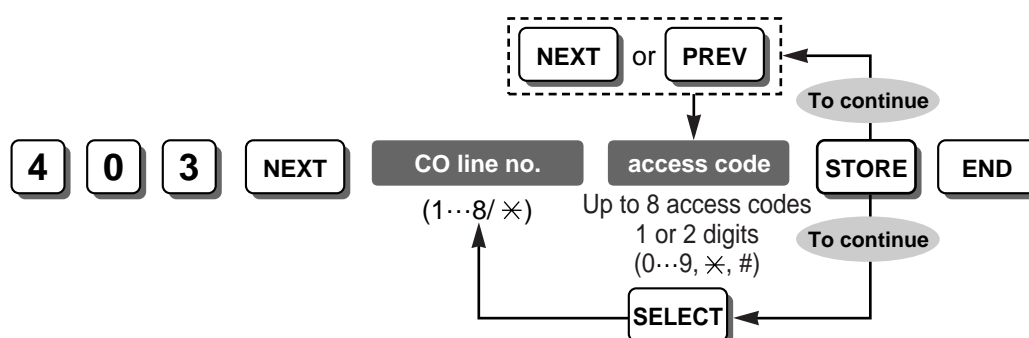 NEXT or PREV
To continue
4 0 3 NEXT CO line no. access code STORE END
(1···8/ ✳) Up to 8 access codes
1 or 2 digits To continue
(0···9, ✳, #)
SELECT